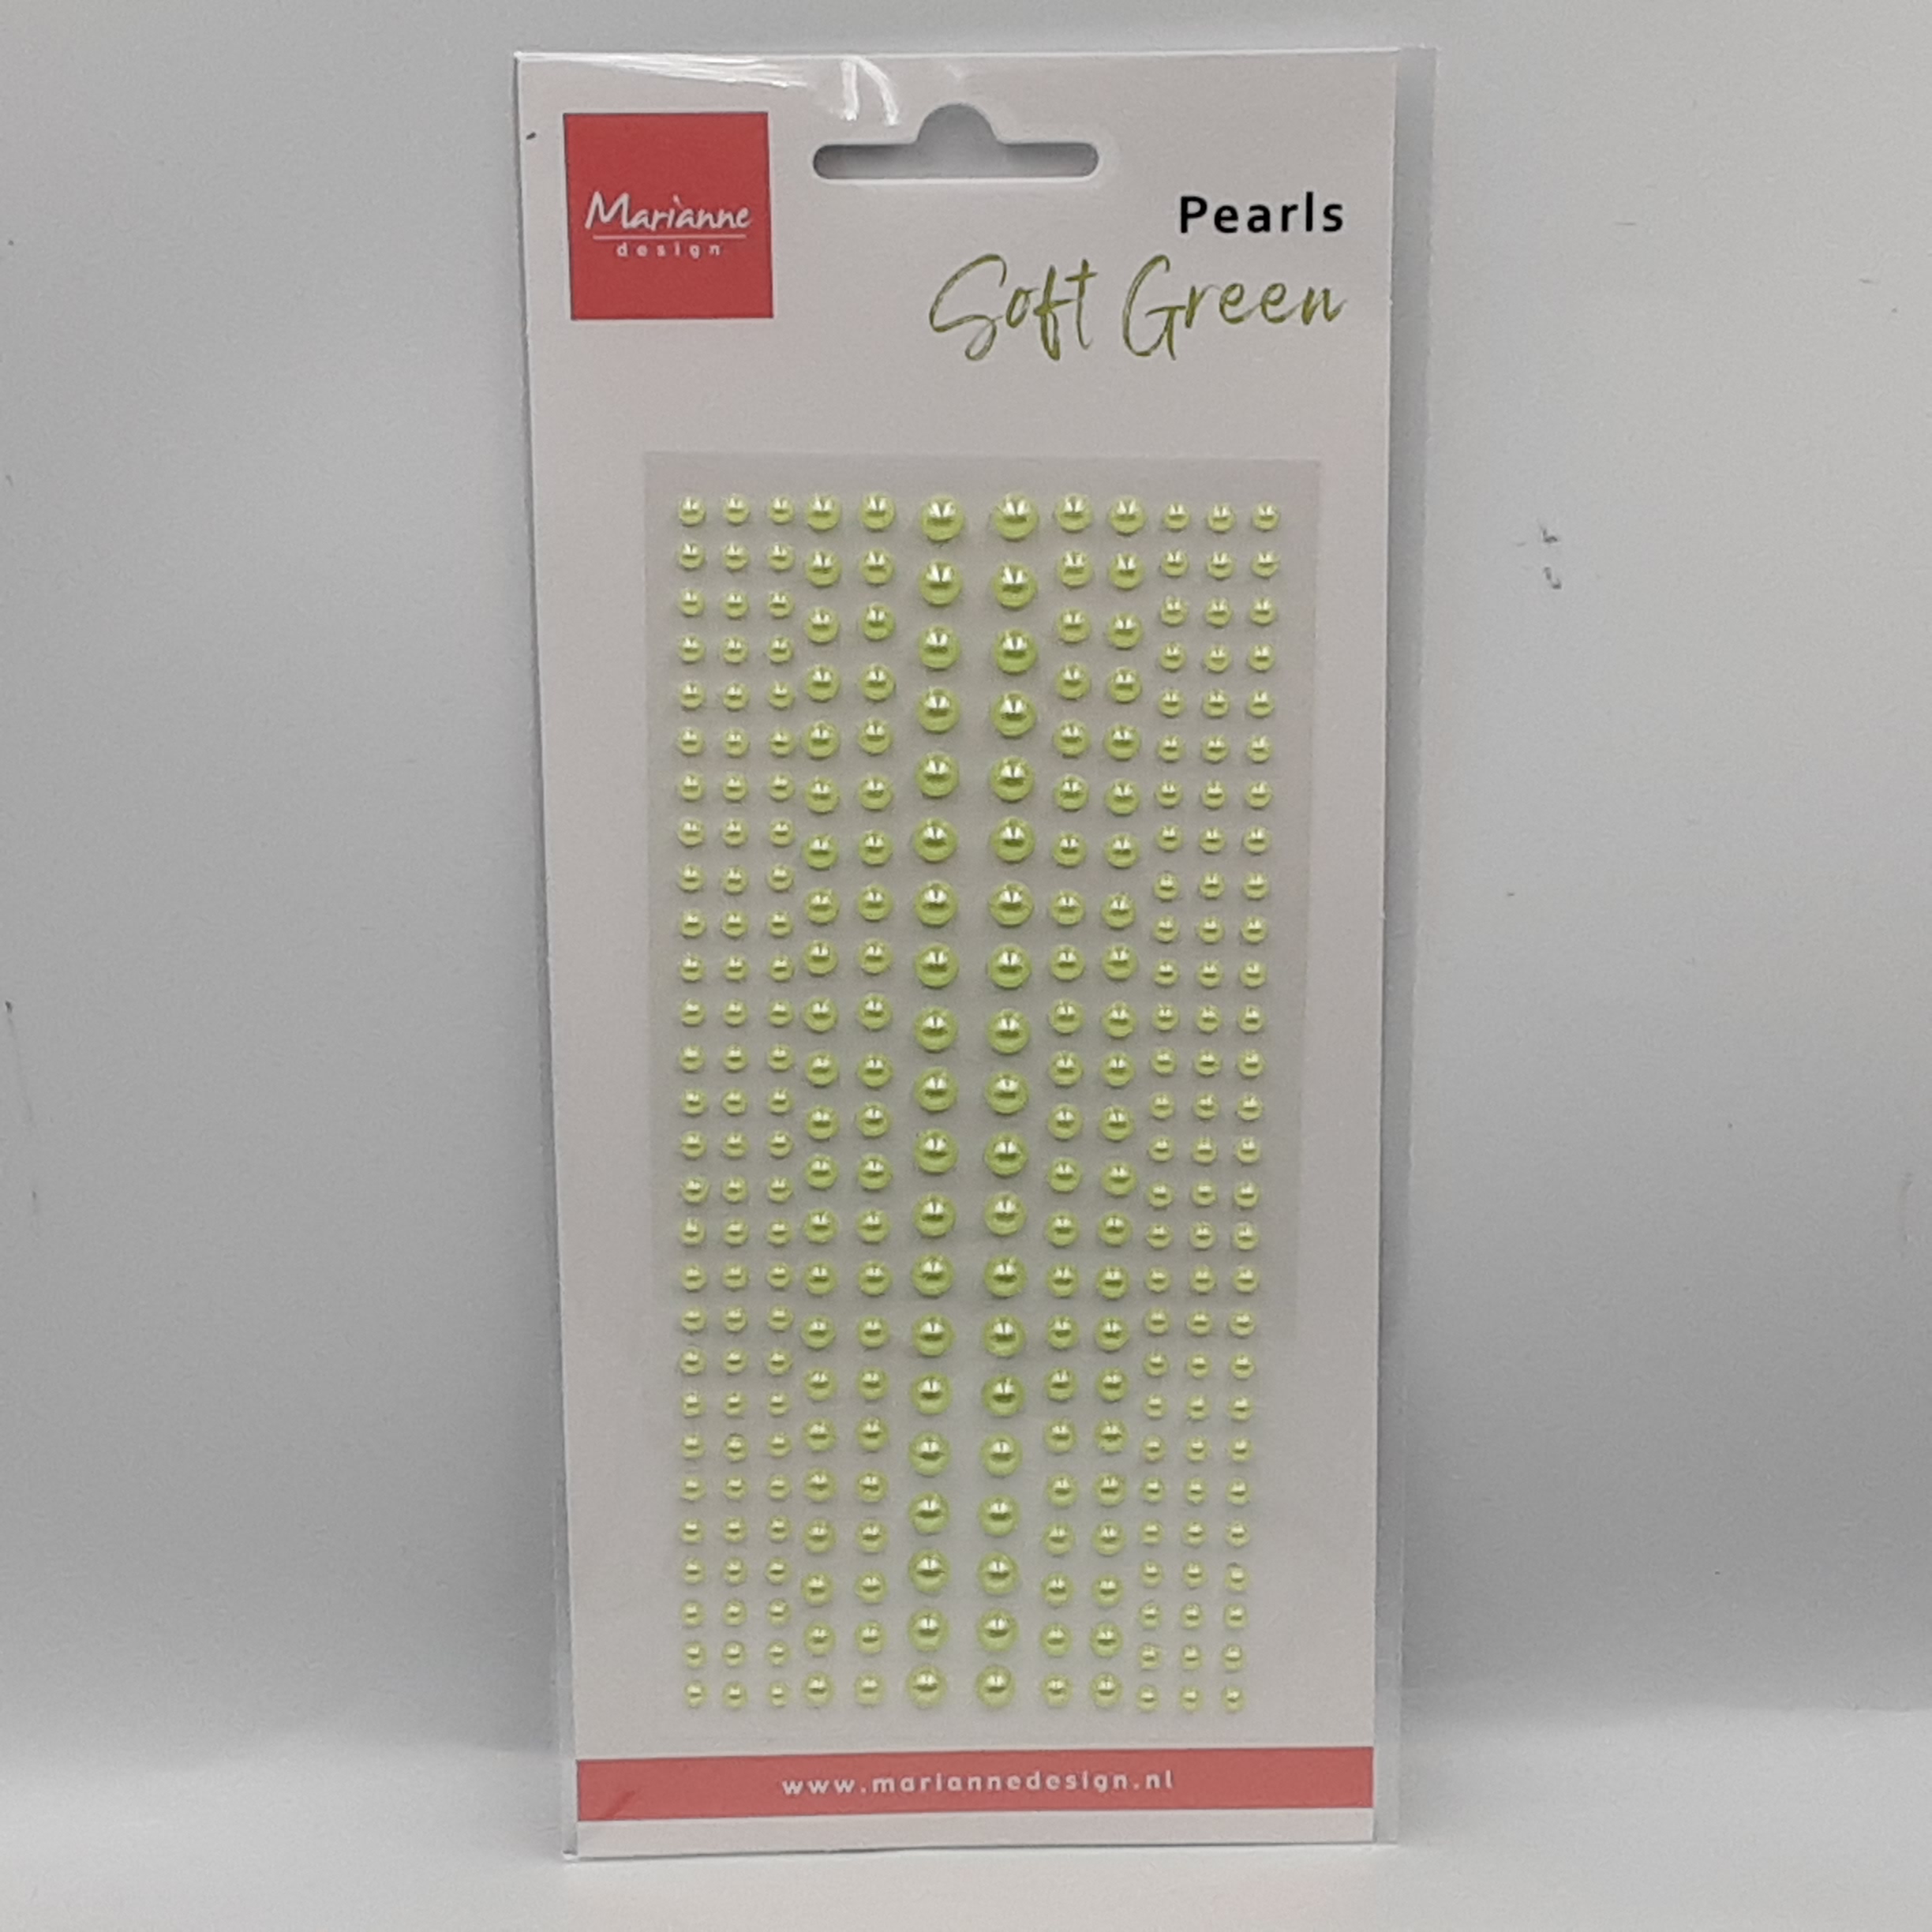 Marianne
design
Pearls
Soft Green
www.mariannedesign.nl